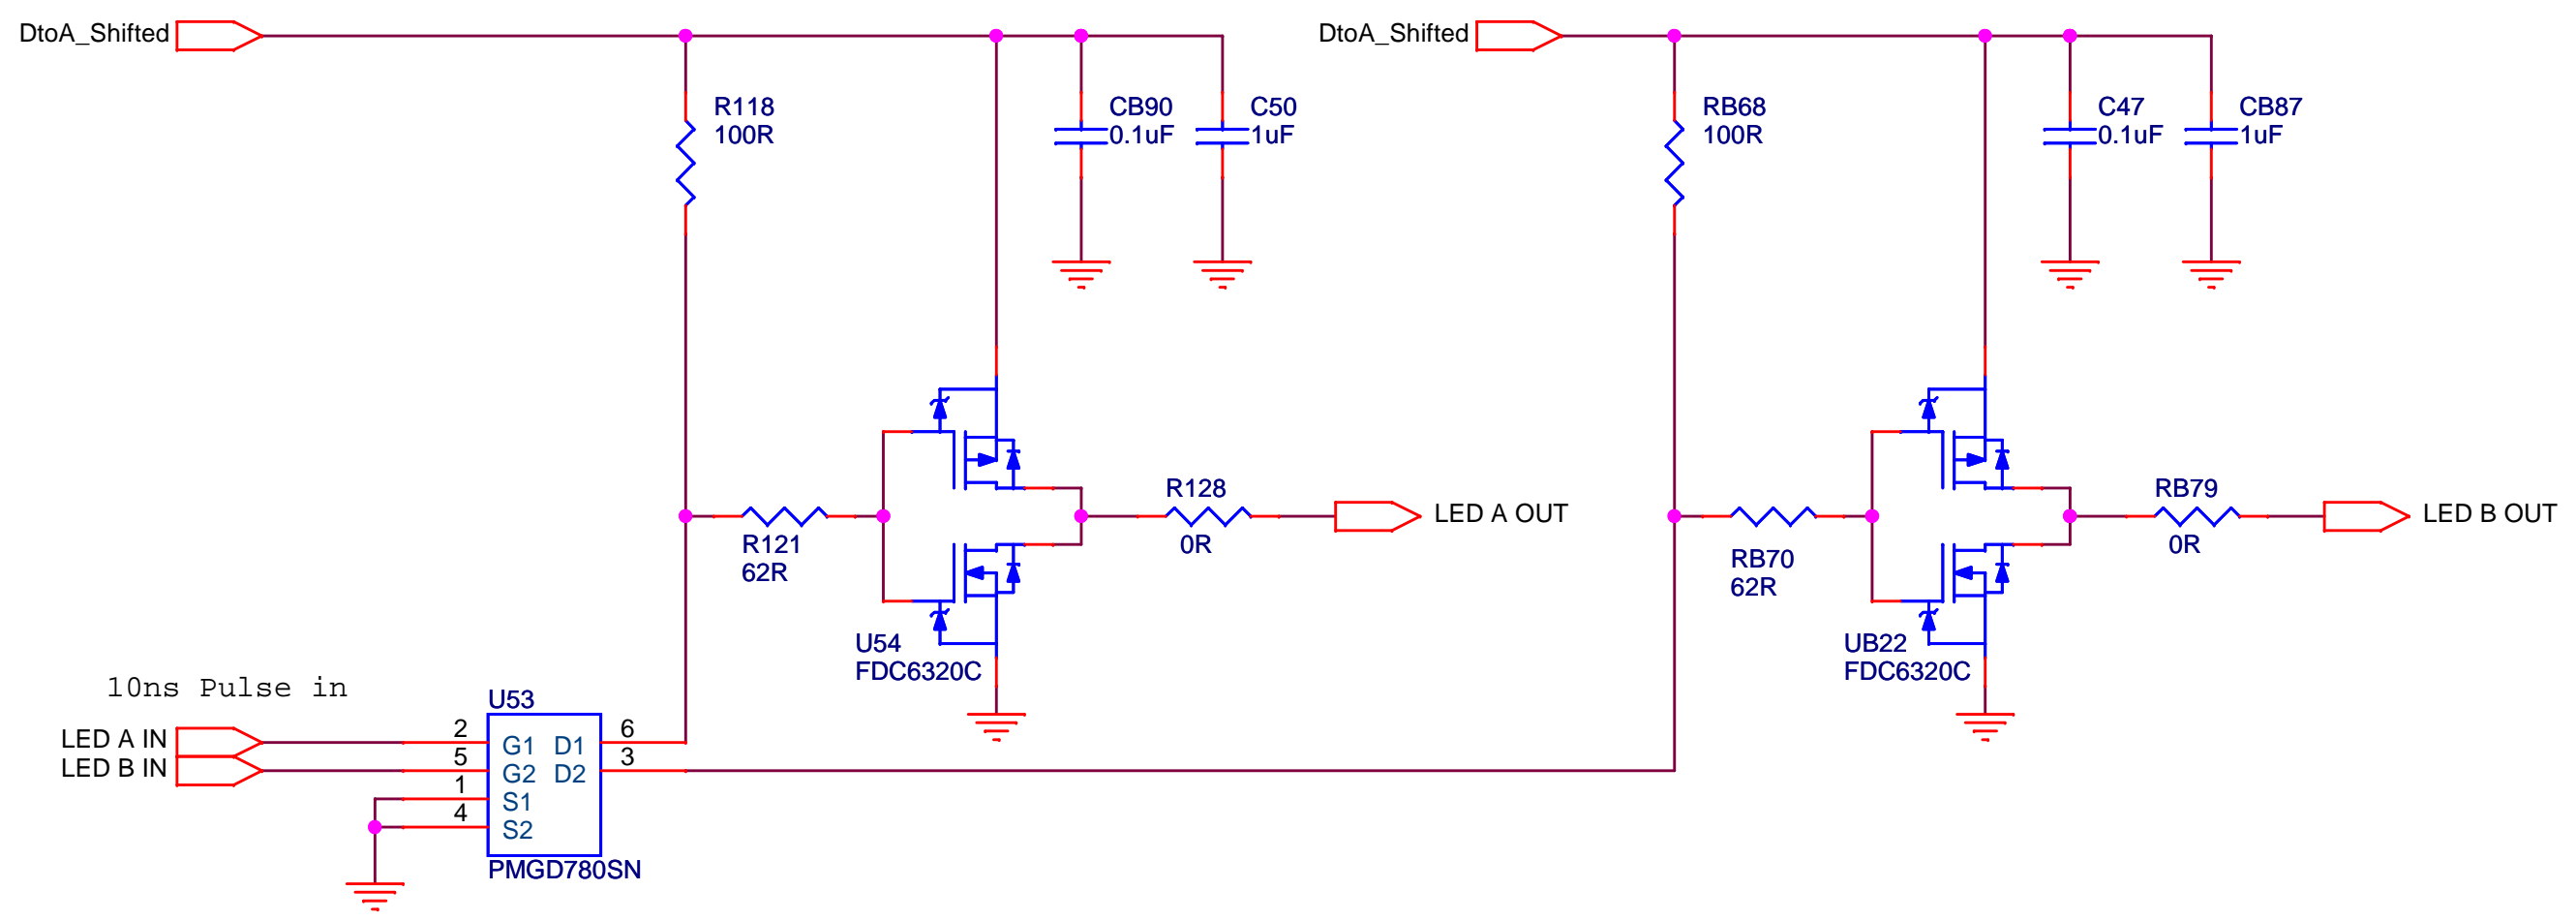 DtoA_Shifted
R118
100R
CB90
0.1uF
C50
1uF
DtoA_Shifted
RB68
100R
C47
0.1uF
CB87
1uF
R121
62R
R128
0R
LED A OUT
U54
FDC6320C
RB70
62R
RB79
0R
LED B OUT
UB22
FDC6320C
10ns Pulse in
LED A IN
LED B IN
U53
2 G1 D1 6
5 G2 D2 3
1 S1
4 S2
PMGD780SN